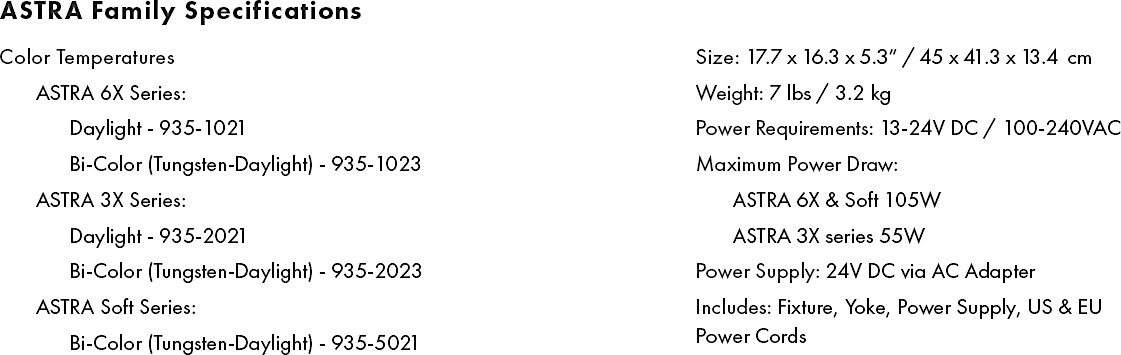 ASTRA Family Specifications
Color Temperatures
ASTRA 6X Series:
Daylight - 935-1021
Bi-Color (Tungsten-Daylight) - 935-1023
ASTRA 3X Series:
Daylight - 935-2021
Bi-Color (Tungsten-Daylight) - 935-2023
ASTRA Soft Series:
Bi-Color (Tungsten-Daylight) - 935-5021
Size: 17.7 x 16.3 x 5.3” / 45 x 41.3 x 13.4 cm
Weight: 7 lbs / 3.2 kg
Power Requirements: 13-24V DC / 100-240VAC
Maximum Power Draw:
ASTRA 6X & Soft 105W
ASTRA 3X series 55W
Power Supply: 24V DC via AC Adapter
Includes: Fixture, Yoke, Power Supply, US & EU
Power Cords